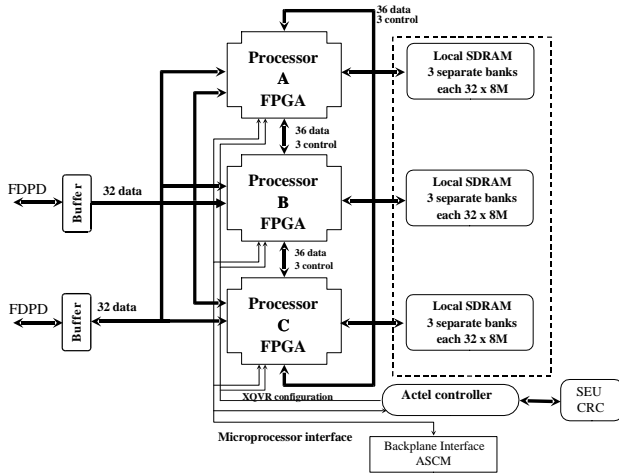 36 data
3 control
Processor
A
FPGA
Local SDRAM
3 separate banks
each 32 x 8M
36 data
3 control
FDPD
Buffer
32 data
Processor
B
FPGA
Local SDRAM
3 separate banks
each 32 x 8M
36 data
3 control
FDPD
Buffer
32 data
Processor
C
FPGA
Local SDRAM
3 separate banks
each 32 x 8M
XQVR configuration
Actel controller
SEU
CRC
Microprocessor interface
Backplane Interface
ASCM